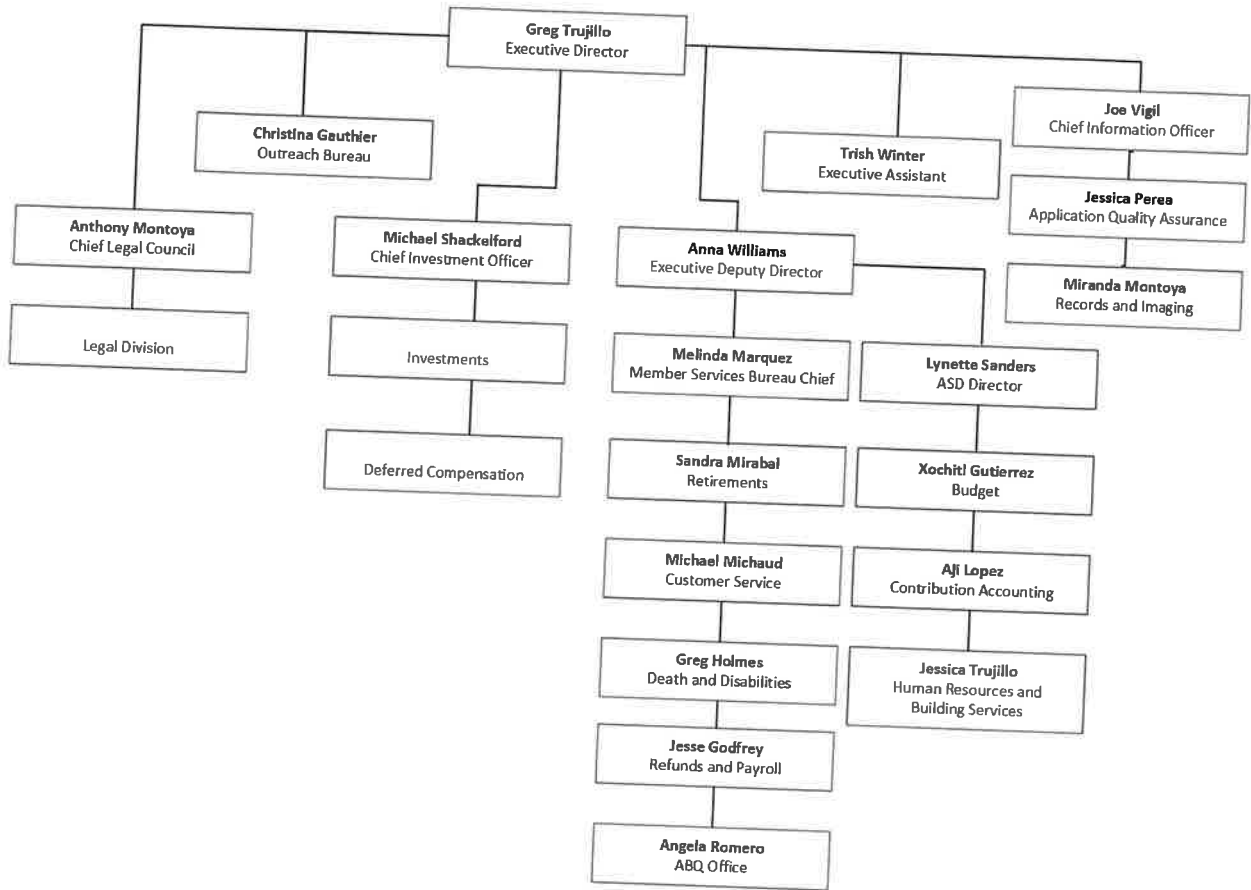 Greg Trujillo
Executive Director
Christina Gauthier
Outreach Bureau
Trish Winter
Executive Assistant
Joe Vigil
Chief Information Officer
Jessica Perea
Application Quality Assurance
Miranda Montoya
Records and Imaging
Anthony Montoya
Chief Legal Council
Legal Division
Michael Shackelford
Chief Investment Officer
Investments
Deferred Compensation
Anna Williams
Executive Deputy Director
Melinda Marquez
Member Services Bureau Chief
Sandra Mirabal
Retirements
Michael Michaud
Customer Service
Greg Holmes
Death and Disabilities
Jesse Godfrey
Refunds and Payroll
Angela Romero
ABQ Office
Lynette Sanders
ASD Director
Xochitl Gutierrez
Budget
Aji Lopez
Contribution Accounting
Jessica Trujillo
Human Resources and
Building Services